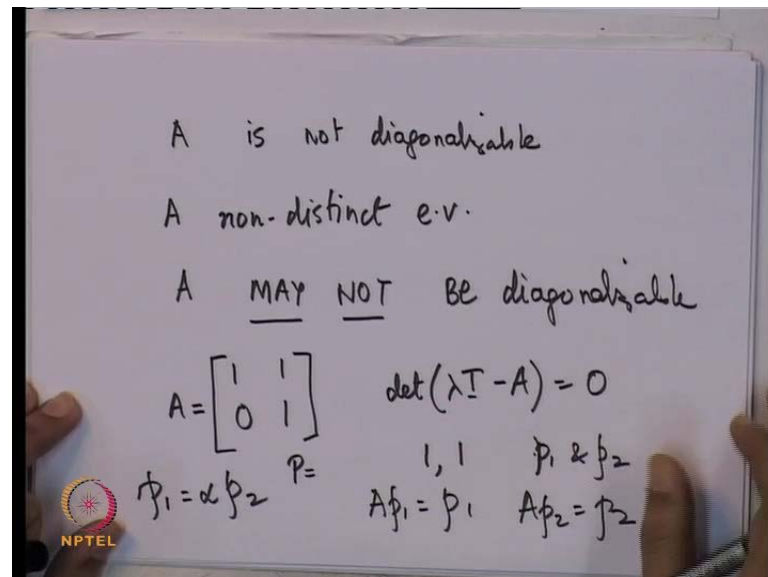 A is not diagonalizable
A non-distinct e.v.
A MAY NOT Be diagonalizable
A = [1 1
0 1] det(λI - A) = 0
P= 1, 1 p₁ & p₂
p₁ = α p₂ Ap₁ = p₁ Ap₂ = p₂
NPTEL